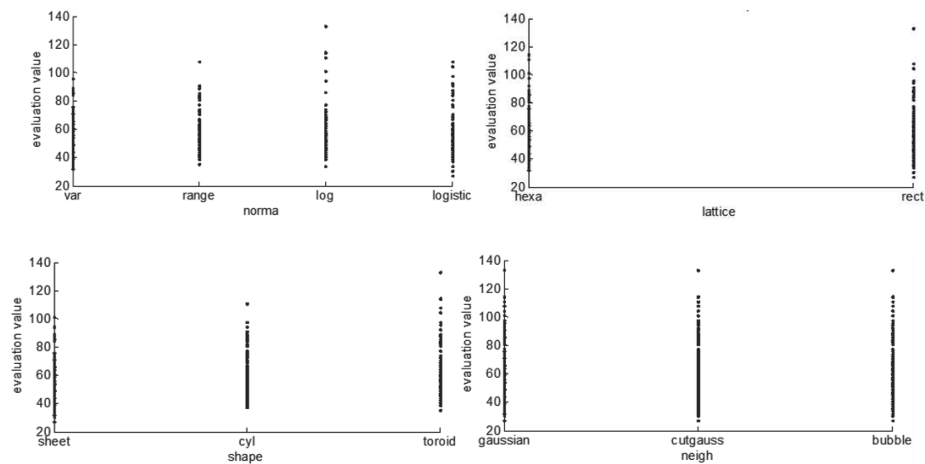 140
120
100
80
60
40
20
evaluation value
var range log logistic
norma
140
120
100
80
60
40
20
evaluation value
hexa rect
lattice
140
120
100
80
60
40
20
evaluation value
sheet cyl toroid
shape
140
120
100
80
60
40
20
evaluation value
gaussian cutgauss bubble
neigh